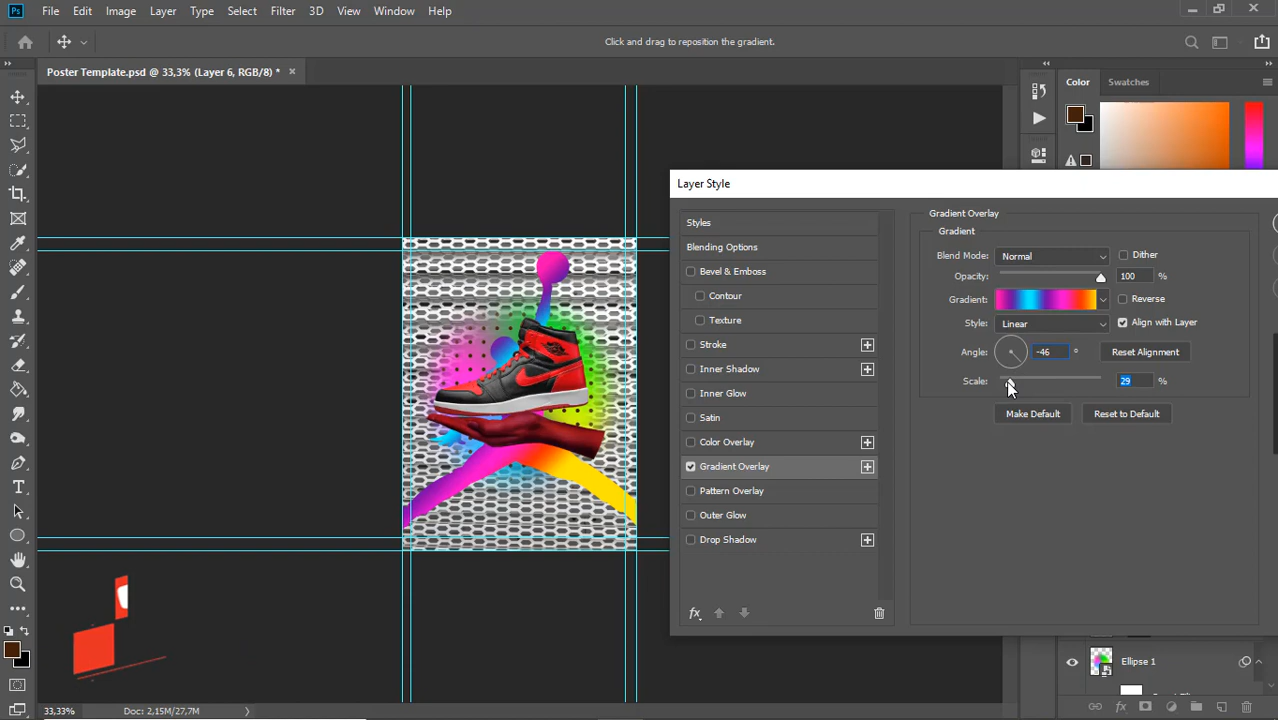 Ps File Edit Image Layer Type Select Filter 3D View Window Help
Click and drag to reposition the gradient.
Poster Template.psd @ 33,3% (Layer 6, RGB/8) *
Color Swatches
Layer Style
Styles
Blending Options
Bevel & Emboss
Contour
Texture
Stroke
Inner Shadow
Inner Glow
Satin
Color Overlay
Gradient Overlay
Pattern Overlay
Outer Glow
Drop Shadow
fx
Gradient Overlay
Gradient
Blend Mode: Normal Dither
Opacity: 100 %
Gradient: Reverse
Style: Linear Align with Layer
Angle: -46 ° Reset Alignment
Scale: 29 %
Make Default Reset to Default
Ellipse 1
fx
33,33% Doc: 2,15M/27,7M